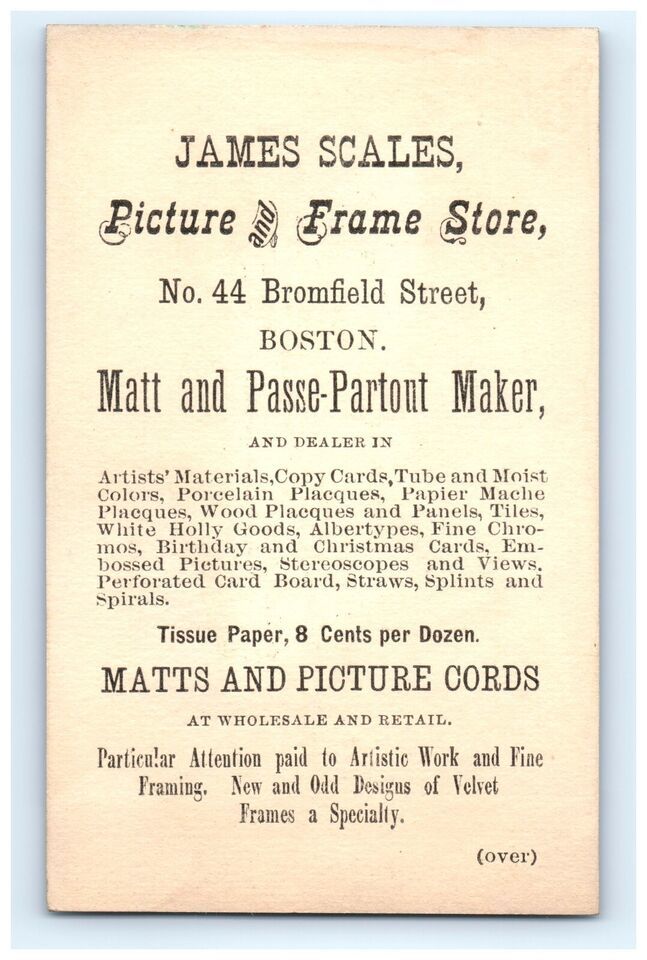 JAMES SCALES,
Picture and Frame Store,
No. 44 Bromfield Street,
BOSTON.
Matt and Passe-Partout Maker,
AND DEALER IN
Artists' Materials, Copy Cards, Tube and Moist
Colors, Porcelain Placques, Papier Mache
Placques, Wood Placques and Panels, Tiles,
White Holly Goods, Albertypes, Fine Chro-
mos, Birthday and Christmas Cards, Em-
bossed Pictures, Stereoscopes and Views.
Perforated Card Board, Straws, Splints and
Spirals.
Tissue Paper, 8 Cents per Dozen.
MATTS AND PICTURE CORDS
AT WHOLESALE AND RETAIL.
Particular Attention paid to Artistic Work and Fine
Framing. New and Odd Designs of Velvet
Frames a Specialty.
(over)